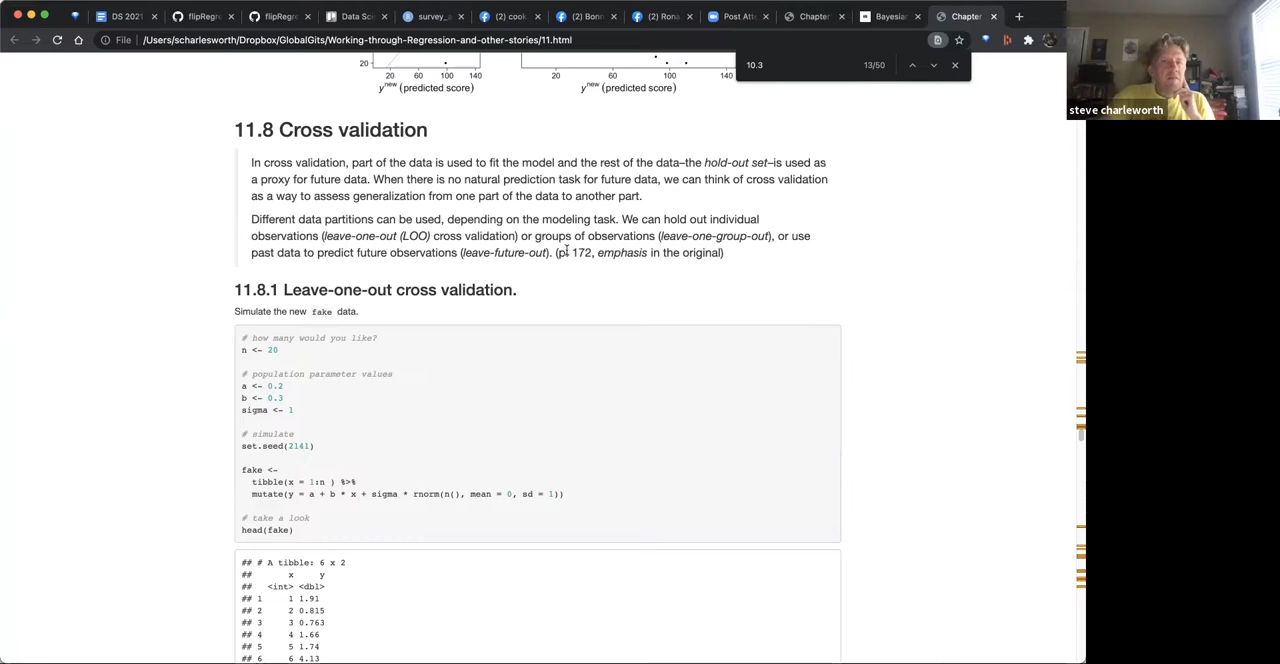 DS 2021
flipRegre
flipRegre
Data Sci
survey_a
(2) cook
(2) Bonn
(2) Rona
Post Att
Chapter
Bayesian
Chapter
File
/Users/scharlesworth/Dropbox/GlobalGits/Working-through-Regression-and-other-stories/11.html
10.3
13/50
steve charleworth
20
20 60 100 140
20 60 100 140
ynew (predicted score)
ynew (predicted score)
11.8 Cross validation
In cross validation, part of the data is used to fit the model and the rest of the data–the hold-out set–is used as
a proxy for future data. When there is no natural prediction task for future data, we can think of cross validation
as a way to assess generalization from one part of the data to another part.
Different data partitions can be used, depending on the modeling task. We can hold out individual
observations (leave-one-out (LOO) cross validation) or groups of observations (leave-one-group-out), or use
past data to predict future observations (leave-future-out). (p. 172, emphasis in the original)
11.8.1 Leave-one-out cross validation.
Simulate the new fake data.
# how many would you like?
n <- 20
# population parameter values
a <- 0.2
b <- 0.3
sigma <- 1
# simulate
set.seed(2141)
fake <-
tibble(x = 1:n ) %>%
mutate(y = a + b * x + sigma * rnorm(n(), mean = 0, sd = 1))
# take a look
head(fake)
## # A tibble: 6 x 2
## x y
## <int> <dbl>
## 1 1 1.91
## 2 2 0.815
## 3 3 0.763
## 4 4 1.66
## 5 5 1.74
## 6 6 4.13